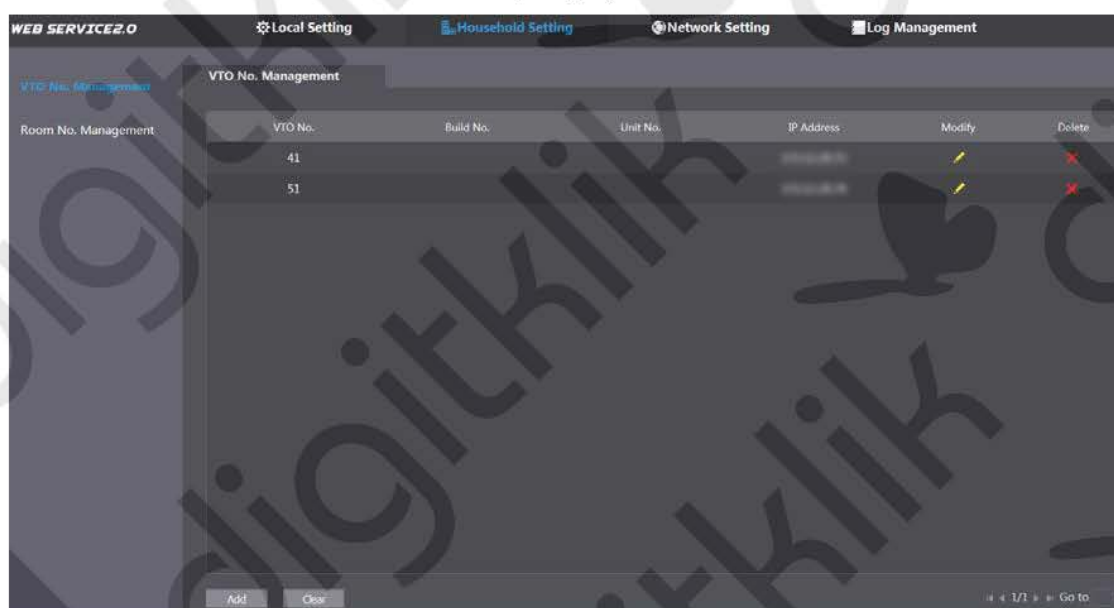 WEB SERVICE2.0 Local Setting Household Setting Network Setting Log Management
VTO No. Management
VTO No. Management
Room No. Management
VTO No. Build No. Unit No. IP Address Modify Delete
41
51
Add Clear 1/1 Go to
digitklik
digitklik